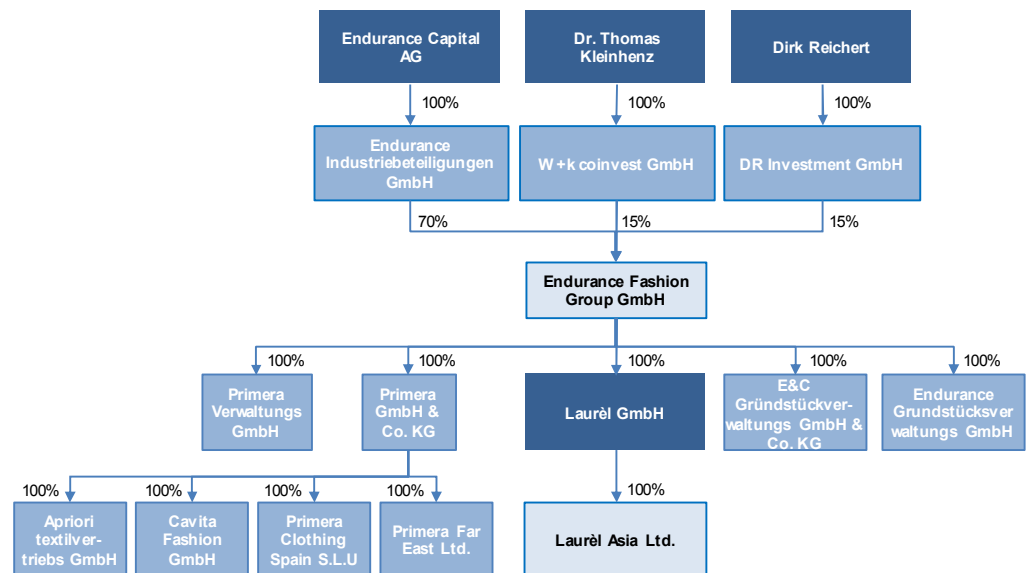 Endurance Capital
AG
Dr. Thomas
Kleinhenz
Dirk Reichert
100%
100%
100%
Endurance
Industriebeteiligungen
GmbH
W +k coinvest GmbH
DR Investment GmbH
70%
15%
15%
Endurance Fashion
Group GmbH
100%
100%
100%
100%
100%
Primera
Verwaltungs
GmbH
Primera
GmbH &
Co. KG
Laurèl GmbH
E&C
Gründstückver-
waltungs GmbH &
Co. KG
Endurance
Grundstücksver
waltungs GmbH
100%
100%
100%
100%
100%
Apriori
textilver-
triebs GmbH
Cavita
Fashion
GmbH
Primera
Clothing
Spain S.L.U
Primera Far
East Ltd.
Laurèl Asia Ltd.